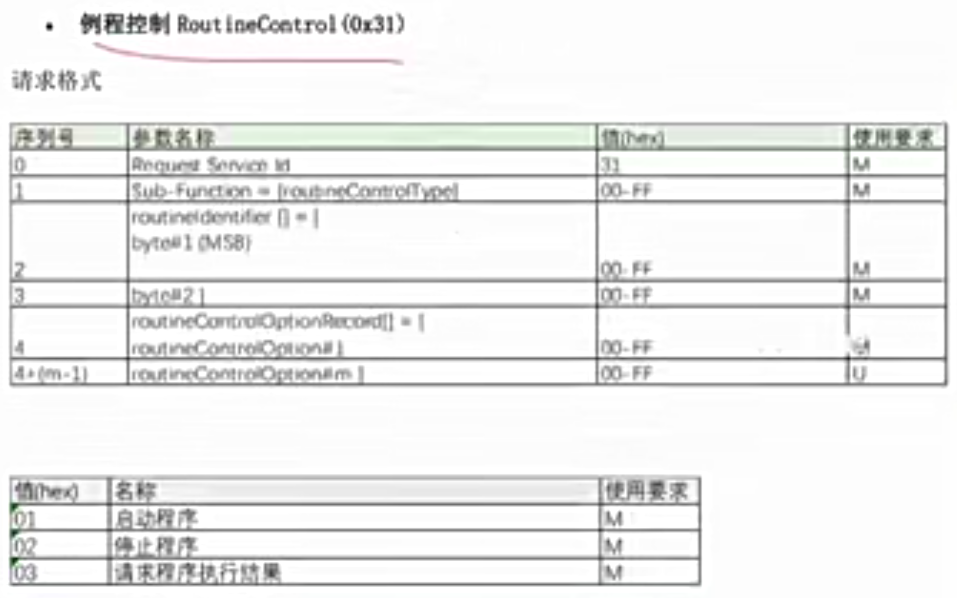 • 例程控制 RoutineControl(0x31)
请求格式
序列号 参数名称 值(hex) 使用要求
0 Request Service Id 31 M
1 Sub-Function = [routineControlType] 00-FF M
routineIdentifier [] = [
byte#1 (MSB)
2 00-FF M
3 byte#2 ] 00-FF M
routineControlOptionRecord[] = [
4 routineControlOption#1 00-FF
4+(m-1) routineControlOption#m ] 00-FF U
值(hex) 名称 使用要求
01 启动程序 M
02 停止程序 M
03 请求程序执行结果 M